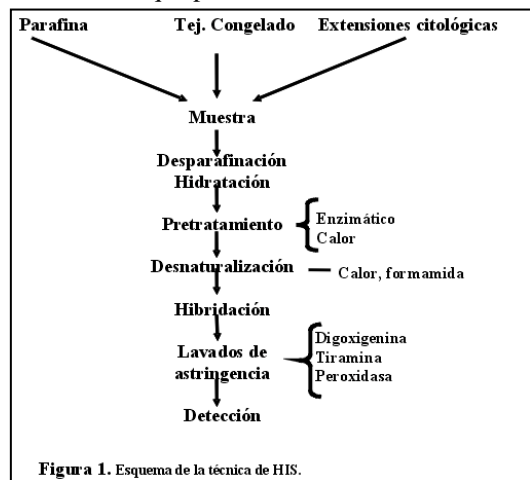 Parafina Tej. Congelado Extensiones citológicas
Muestra
Desparafinación
Hidratación
Pretratamiento
Enzimático
Calor
Desnaturalización
Calor, formamida
Hibridación
Lavados de
astringencia
Digoxigenina
Tiramina
Peroxidasa
Detección
Figura 1. Esquema de la técnica de HIS.